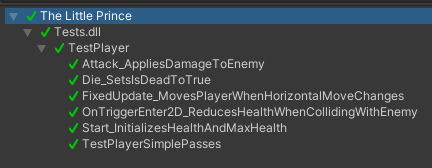 The Little Prince
Tests.dll
TestPlayer
Attack_AppliesDamageToEnemy
Die_SetsIsDeadToTrue
FixedUpdate_MovesPlayerWhenHorizontalMoveChanges
OnTriggerEnter2D_ReducesHealthWhenCollidingWithEnemy
Start_InitializesHealthAndMaxHealth
TestPlayerSimplePasses